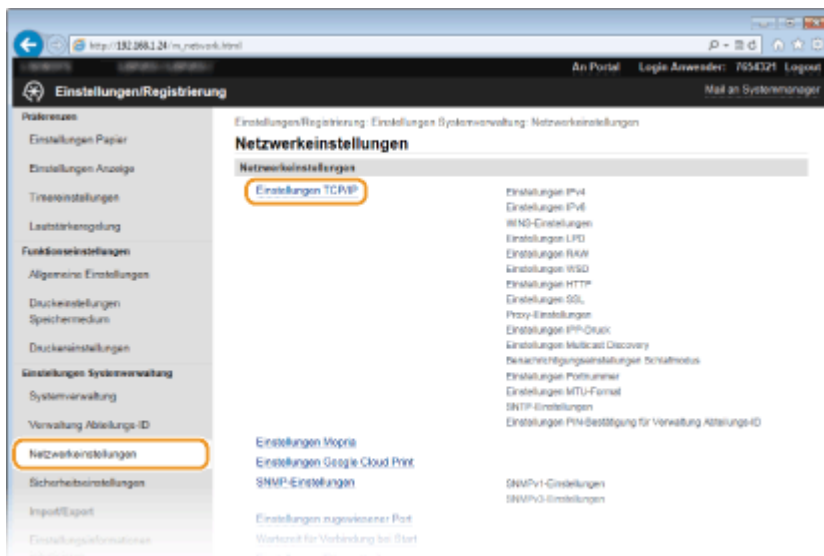 http://192.168.1.24/m_network.html
An Portal Login Anwender: 7654321 Logout
Einstellungen/Registrierung
Mail an Systemmanager
Präferenzen
Einstellungen Papier
Einstellungen Anzeige
Timereinstellungen
Lautstärkeregelung
Funktionseinstellungen
Allgemeine Einstellungen
Druckeinstellungen
Speichermedium
Druckereinstellungen
Einstellungen Systemverwaltung
Systemverwaltung
Verwaltung Abteilungs-ID
Netzwerkeinstellungen
Sicherheitseinstellungen
Import/Export
Einstellungsinformationen
Einstellungen/Registrierung: Einstellungen Systemverwaltung: Netzwerkeinstellungen
Netzwerkeinstellungen
Netzwerkeinstellungen
Einstellungen TCP/IP
Einstellungen IPv4
Einstellungen IPv6
WINS-Einstellungen
Einstellungen LPD
Einstellungen RAW
Einstellungen WSD
Einstellungen HTTP
Einstellungen SSL
Proxy-Einstellungen
Einstellungen IPP-Druck
Einstellungen Multicast Discovery
Benachrichtigungseinstellungen Schlafmodus
Einstellungen Portnummer
Einstellungen MTU-Format
SNTP-Einstellungen
Einstellungen PIN-Bestätigung für Verwaltung Abteilungs-ID
Einstellungen Mopria
Einstellungen Google Cloud Print
SNMP-Einstellungen
SNMPv1-Einstellungen
SNMPv3-Einstellungen
Einstellungen zugewiesener Port
Wartezeit für Verbindung bei Start